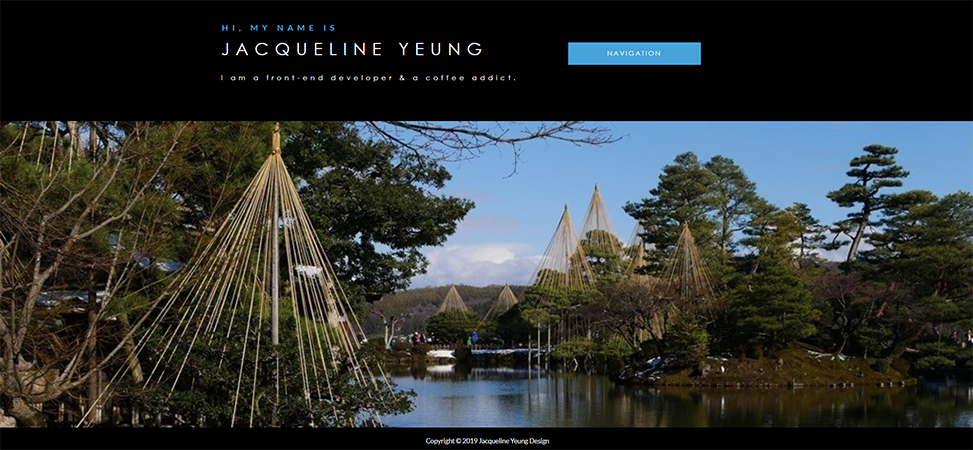 HI, MY NAME IS
JACQUELINE YEUNG
I am a front-end developer & a coffee addict.
NAVIGATION
Copyright © 2019 Jacqueline Yeung Design